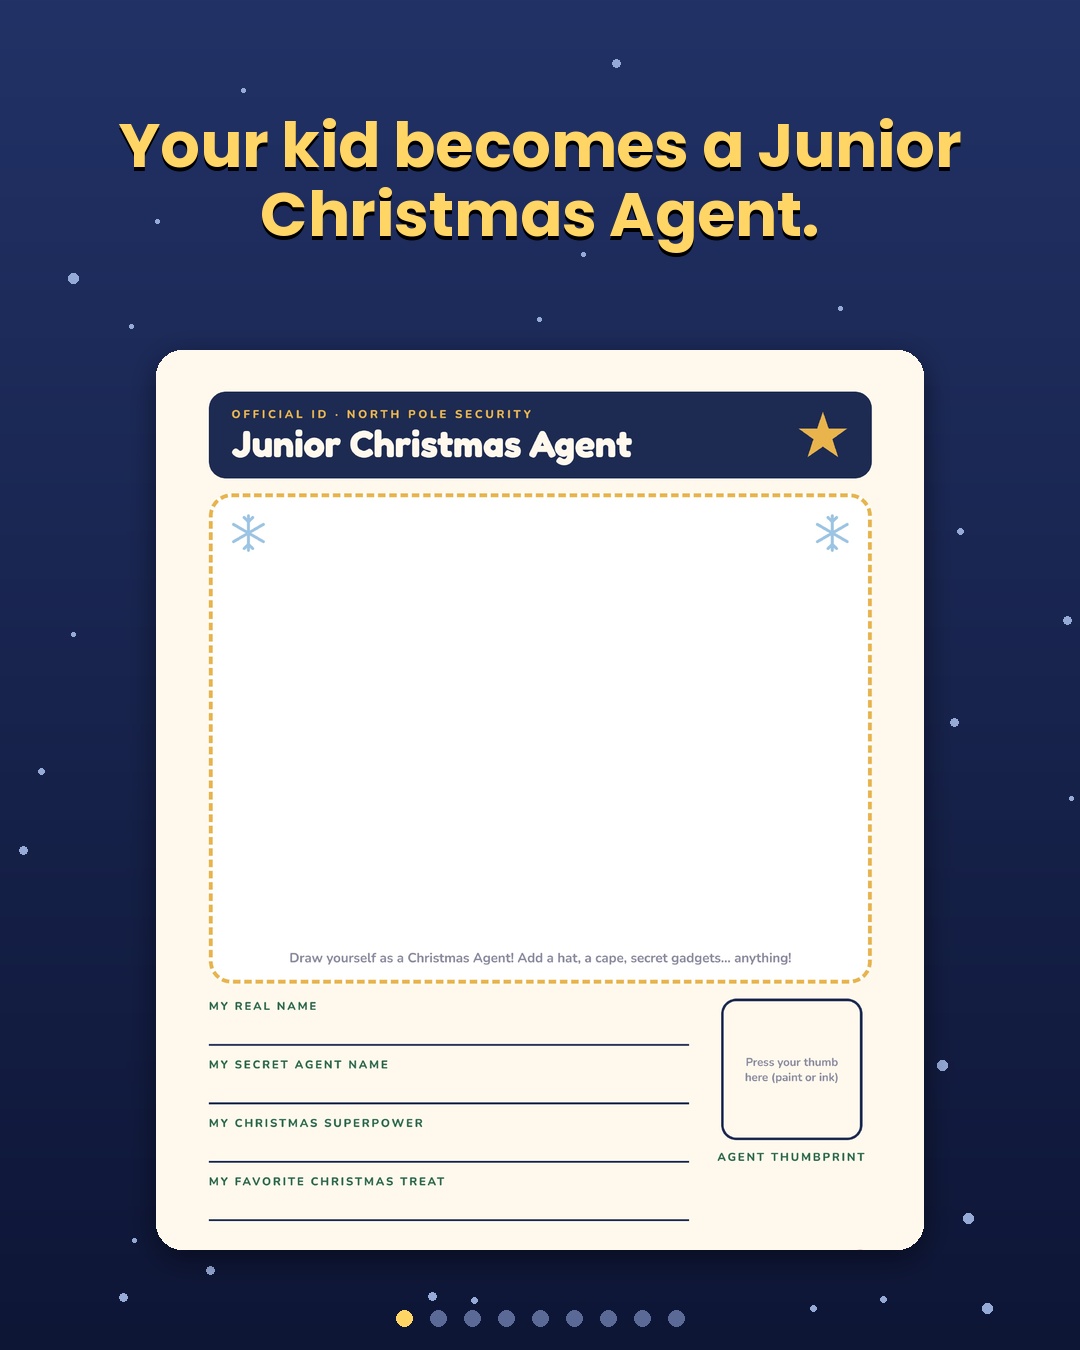 Your kid becomes a Junior
Christmas Agent.
OFFICIAL ID · NORTH POLE SECURITY
Junior Christmas Agent
Draw yourself as a Christmas Agent! Add a hat, a cape, secret gadgets... anything!
MY REAL NAME
MY SECRET AGENT NAME
MY CHRISTMAS SUPERPOWER
MY FAVORITE CHRISTMAS TREAT
Press your thumb
here (paint or ink)
AGENT THUMBPRINT